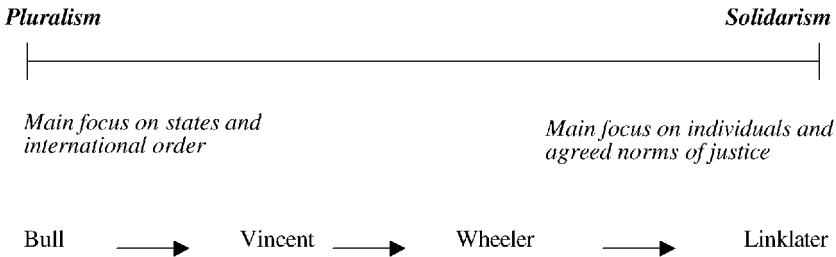 Pluralism Solidarism
Main focus on states and
international order
Main focus on individuals and
agreed norms of justice
Bull Vincent Wheeler Linklater